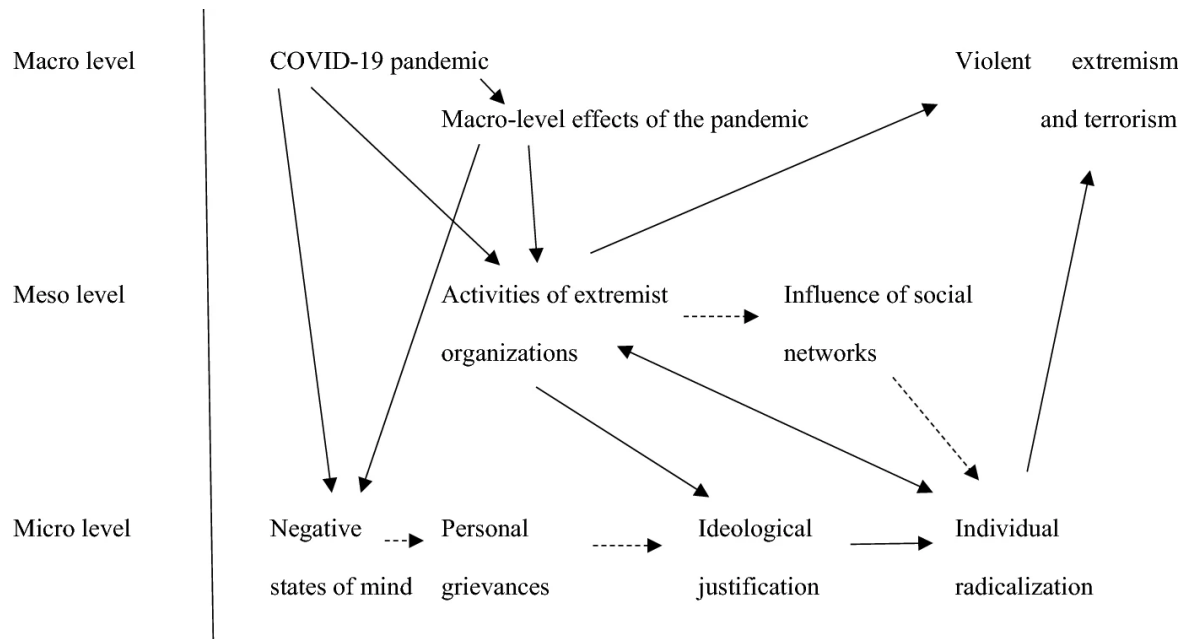 Macro level
COVID-19 pandemic
Violent extremism
Macro-level effects of the pandemic
and terrorism
Meso level
Activities of extremist
organizations
Influence of social
networks
Micro level
Negative
states of mind
Personal
grievances
Ideological
justification
Individual
radicalization